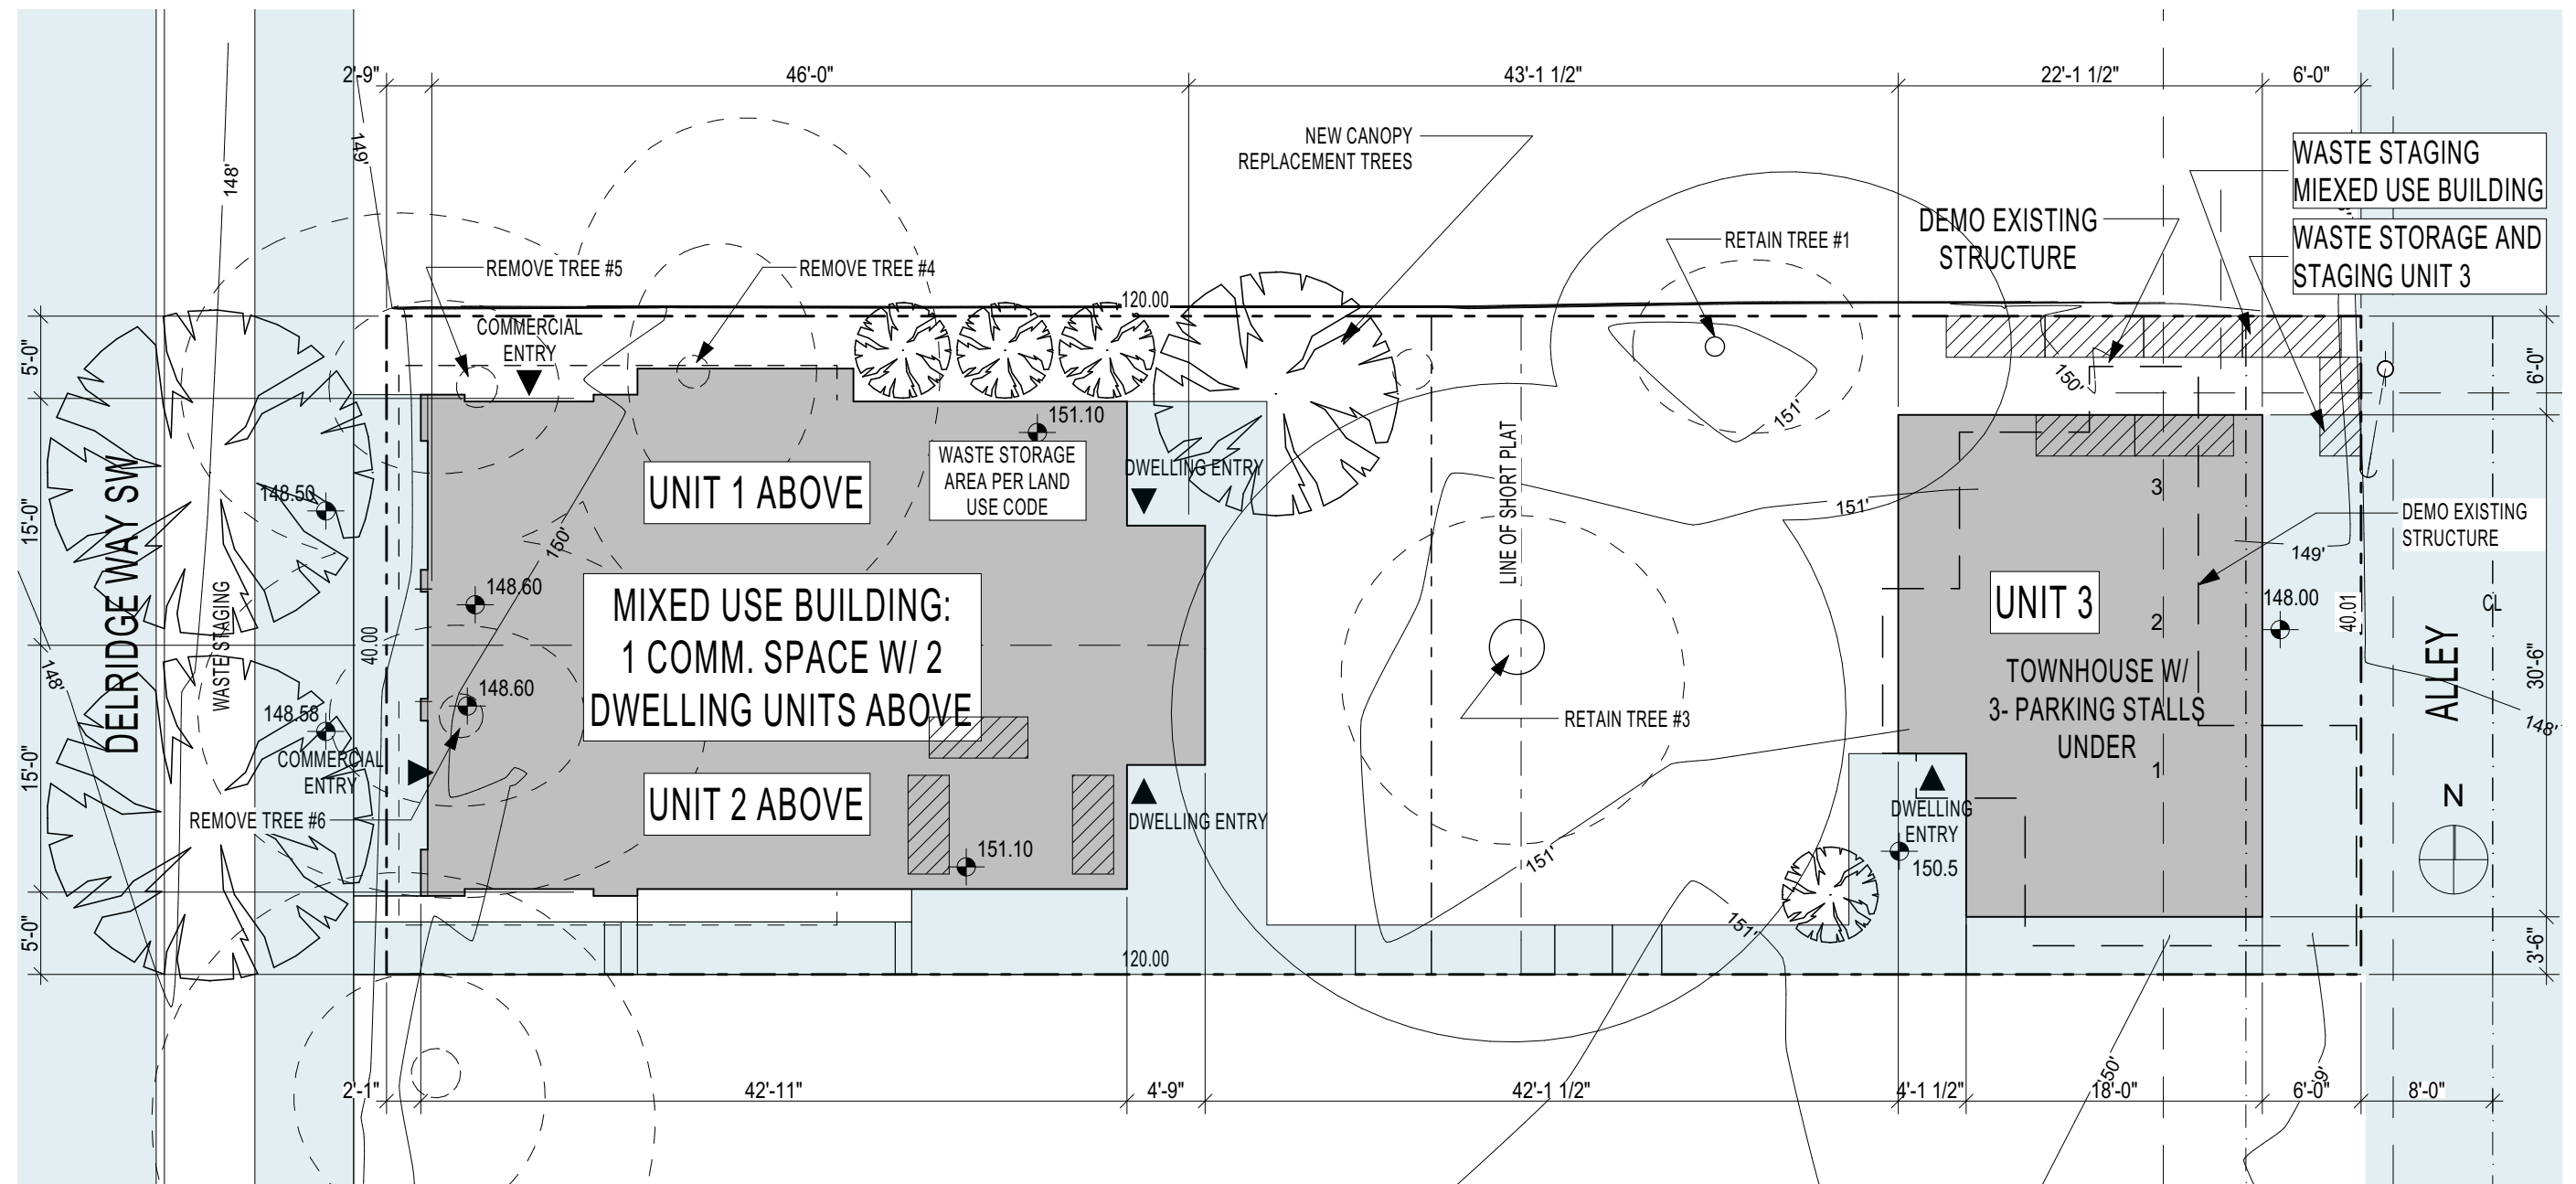 2'-9"
46'-0"
43'-1 1/2"
22'-1 1/2"
6'-0"
149'
148'
NEW CANOPY
REPLACEMENT TREES
WASTE STAGING
MIEXED USE BUILDING
WASTE STORAGE AND
STAGING UNIT 3
DEMO EXISTING
STRUCTURE
RETAIN TREE #1
REMOVE TREE #5
REMOVE TREE #4
120.00
COMMERCIAL
ENTRY
5'-0"
6'-0"
150'
151'
151.10
WASTE STORAGE
AREA PER LAND
USE CODE
DWELLING ENTRY
UNIT 1 ABOVE
148.50
15'-0"
150'
LINE OF SHORT PLAT
151'
3
DEMO EXISTING
STRUCTURE
149'
148.60
MIXED USE BUILDING:
1 COMM. SPACE W/ 2
DWELLING UNITS ABOVE
UNIT 3
2
148.00
40.01
CL
DELRIDGE WAY SW
WASTE STAGING
40.00
148'
148.60
148.58
RETAIN TREE #3
TOWNHOUSE W/
3- PARKING STALLS
UNDER
1
ALLEY
30'-6"
148'
COMMERCIAL
ENTRY
15'-0"
REMOVE TREE #6
UNIT 2 ABOVE
DWELLING ENTRY
DWELLING
ENTRY
N
151.10
151'
150.5
5'-0"
151'
3'-6"
120.00
2'-1"
42'-11"
4'-9"
42'-1 1/2"
4'-1 1/2"
18'-0"
6'-0"
8'-0"